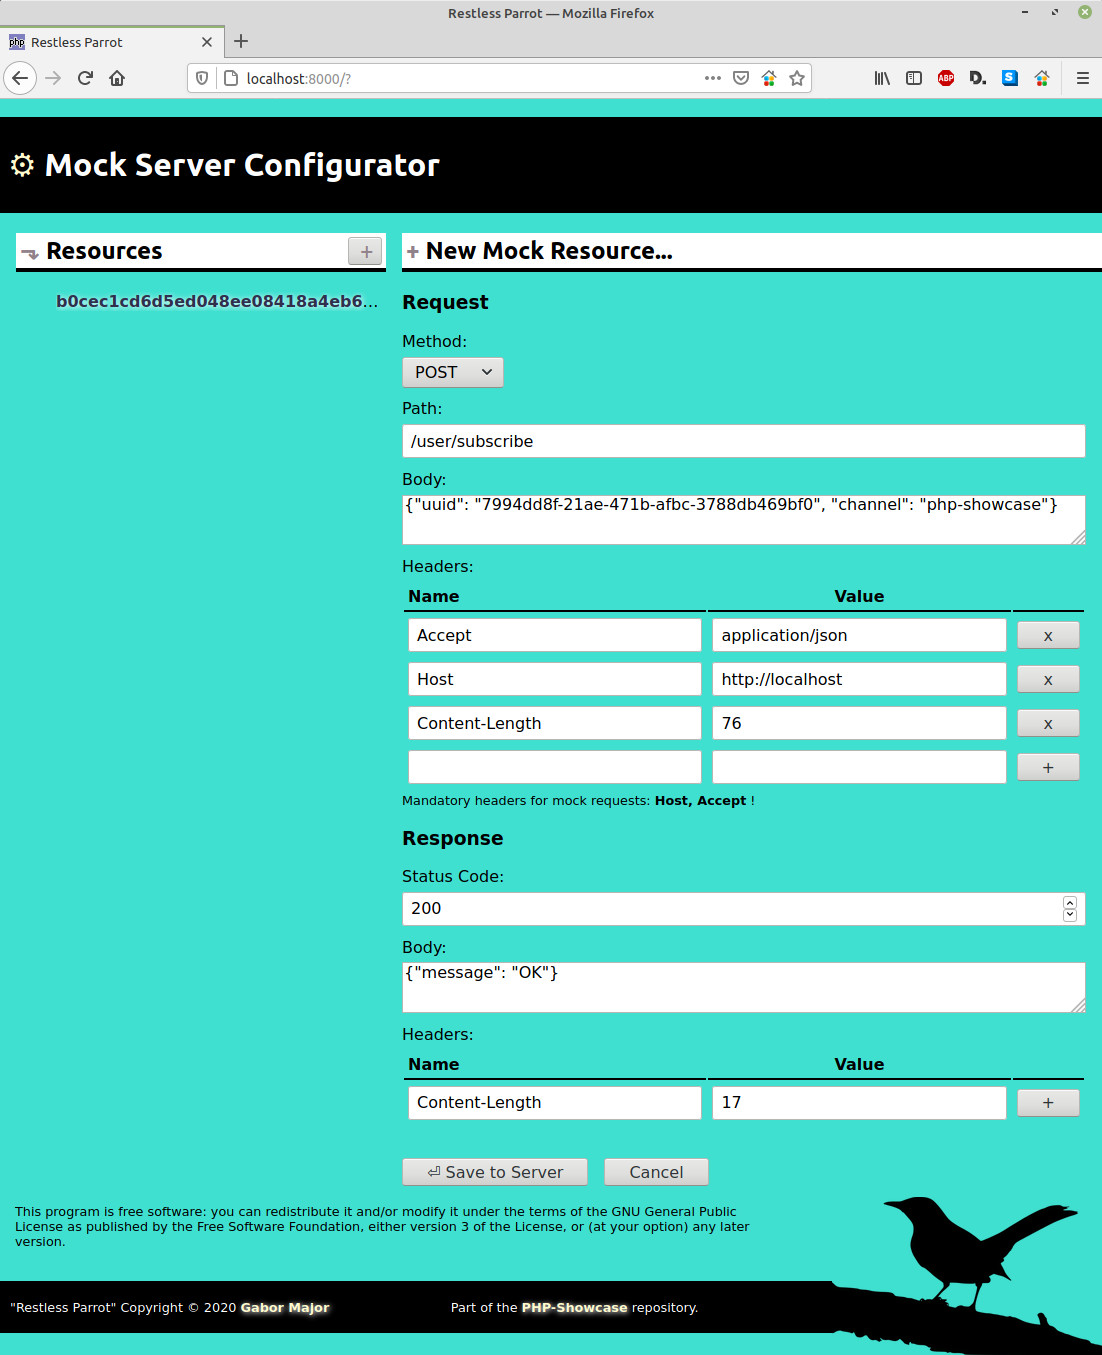 Restless Parrot — Mozilla Firefox
php Restless Parrot
localhost:8000/?
ABP D. S
⚙ Mock Server Configurator
Resources +
+ New Mock Resource...
b0cec1cd6d5ed048ee08418a4eb6...
Request
Method:
POST
Path:
/user/subscribe
Body:
{"uuid": "7994dd8f-21ae-471b-afbc-3788db469bf0", "channel": "php-showcase"}
Headers:
Name Value
Accept application/json x
Host http://localhost x
Content-Length 76 x
+
Mandatory headers for mock requests: Host, Accept !
Response
Status Code:
200
Body:
{"message": "OK"}
Headers:
Name Value
Content-Length 17 +
⏎ Save to Server Cancel
This program is free software: you can redistribute it and/or modify it under the terms of the GNU General Public
License as published by the Free Software Foundation, either version 3 of the License, or (at your option) any later
version.
"Restless Parrot" Copyright © 2020 Gabor Major Part of the PHP-Showcase repository.